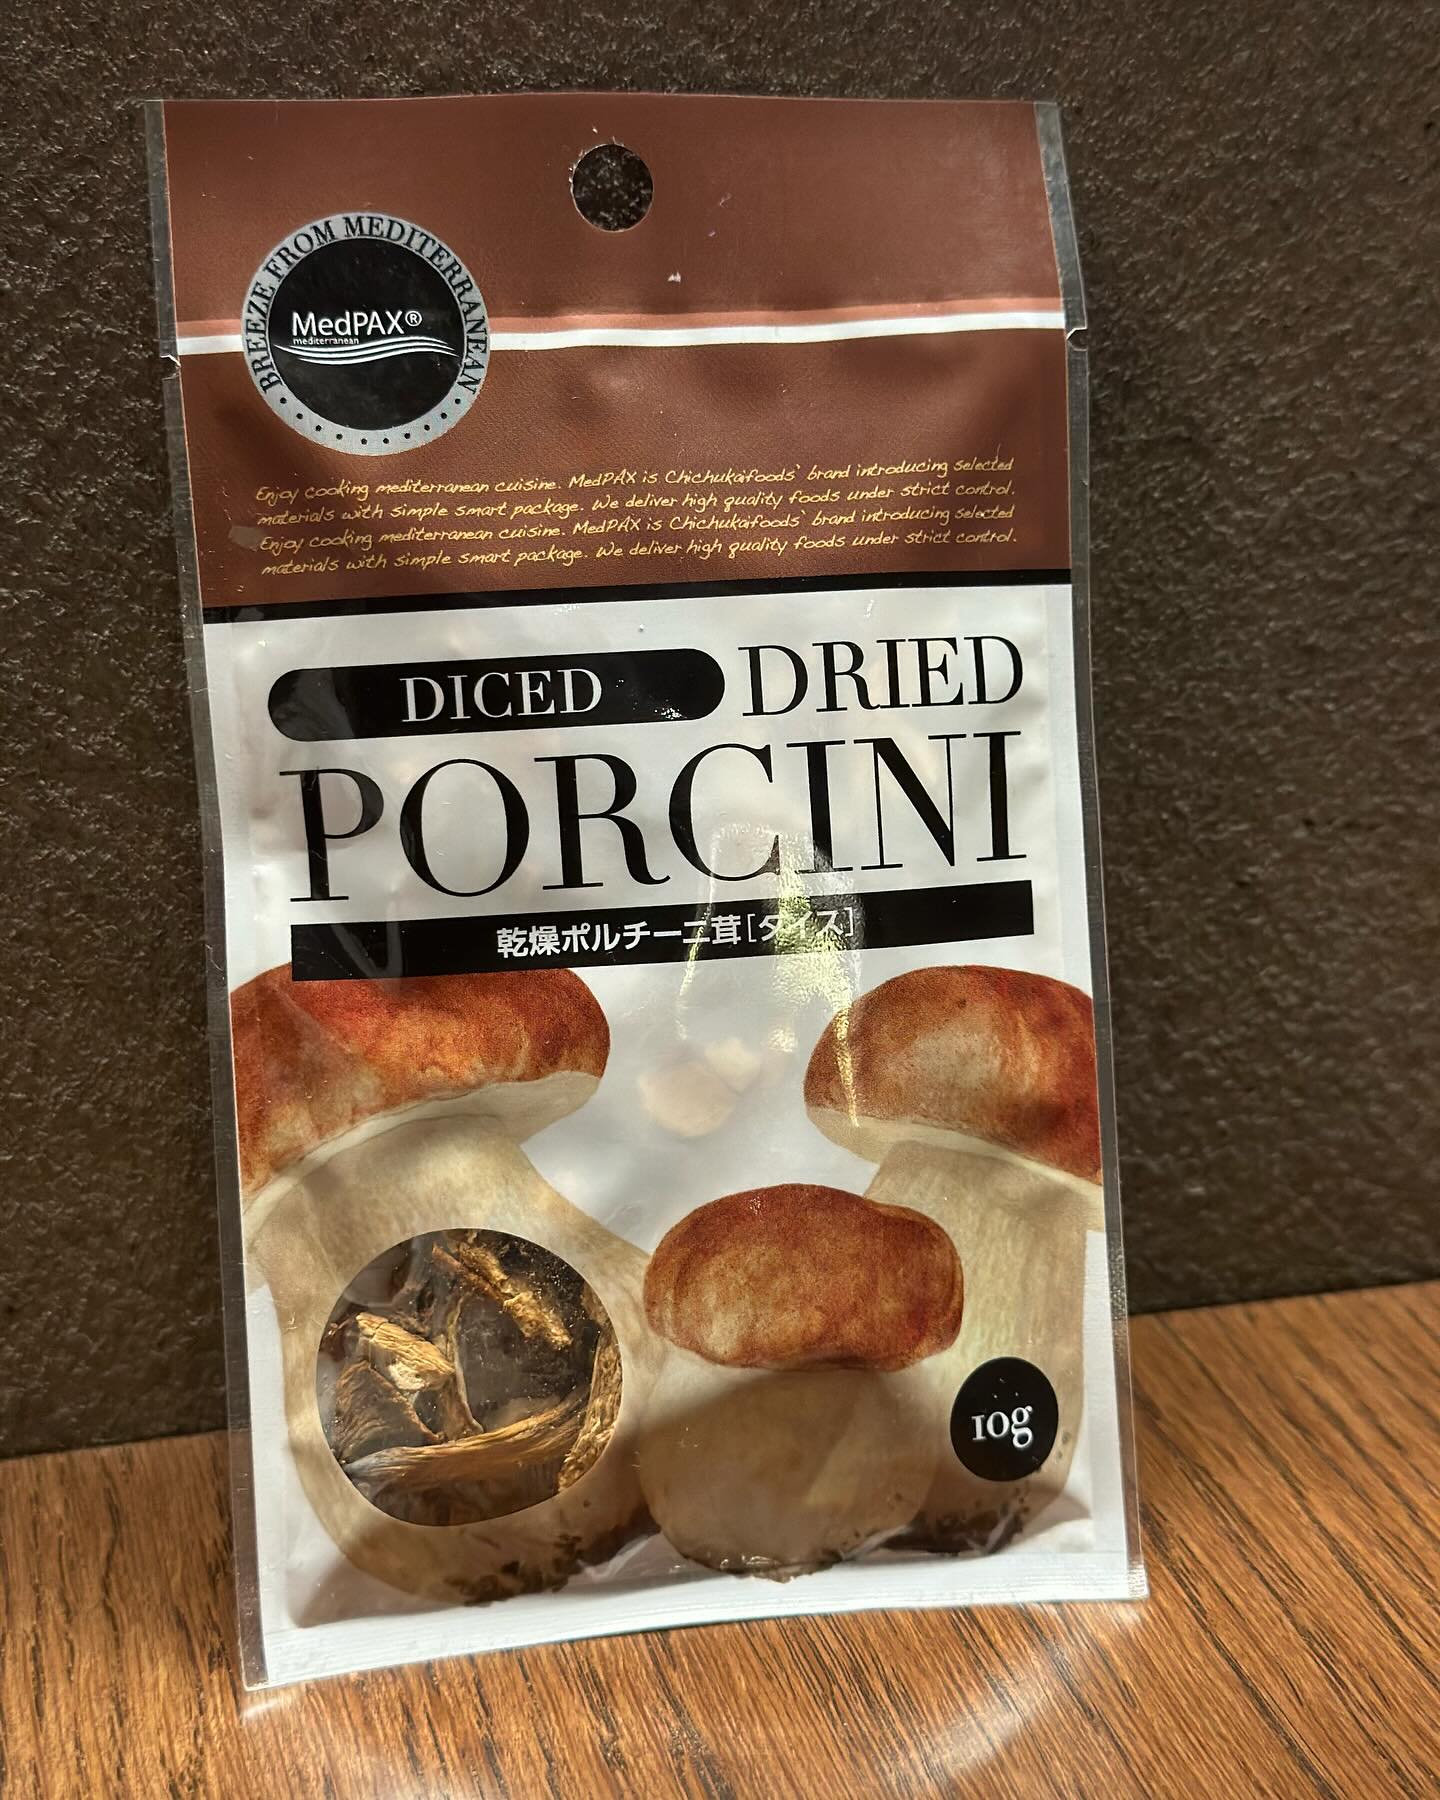 BREEZE FROM MEDITERRANEAN
MedPAX®
mediterranean
Enjoy cooking mediterranean cuisine. MedPAX is Chichukaifoods' brand introducing selected
materials with simple smart package. We deliver high quality foods under strict control.
Enjoy cooking mediterranean cuisine. MedPAX is Chichukaifoods' brand introducing selected
materials with simple smart package. We deliver high quality foods under strict control.
DICED DRIED
PORCINI
乾燥ポルチーニ茸[ダイス]
10g